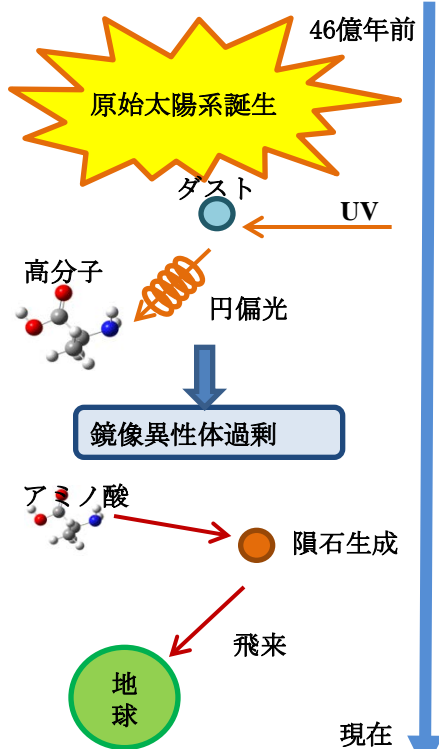 46億年前
原始太陽系誕生
ダスト
UV
高分子
円偏光
鏡像異性体過剰
アミノ酸
隕石生成
飛来
地
球
現在